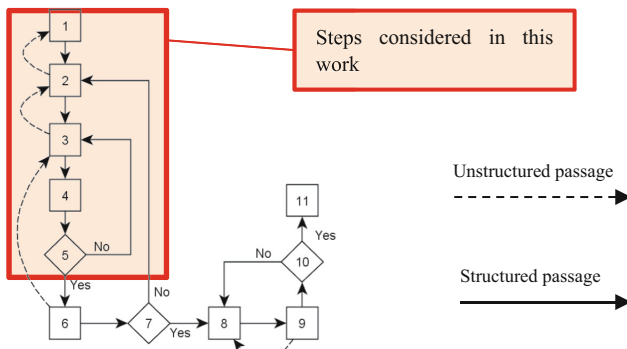 1
Steps considered in this
work
2
3
Unstructured passage
4
11
Yes
No
5
No
10
Yes
Structured passage
No
6
7
Yes
8
9